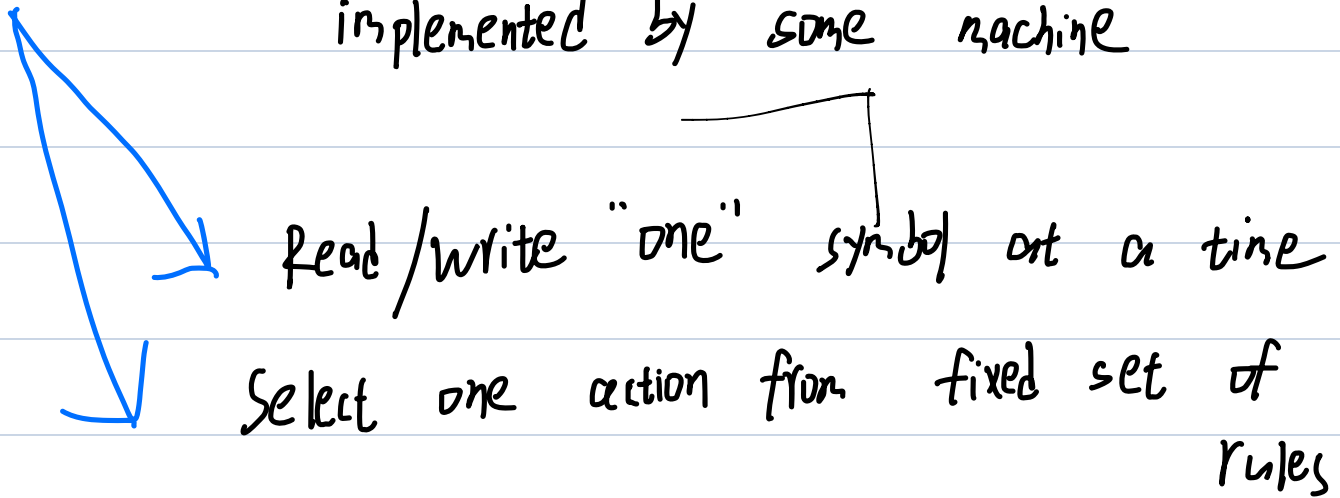 implemented by some machine
Read/write "one" symbol at a time
Select one action from fixed set of
rules